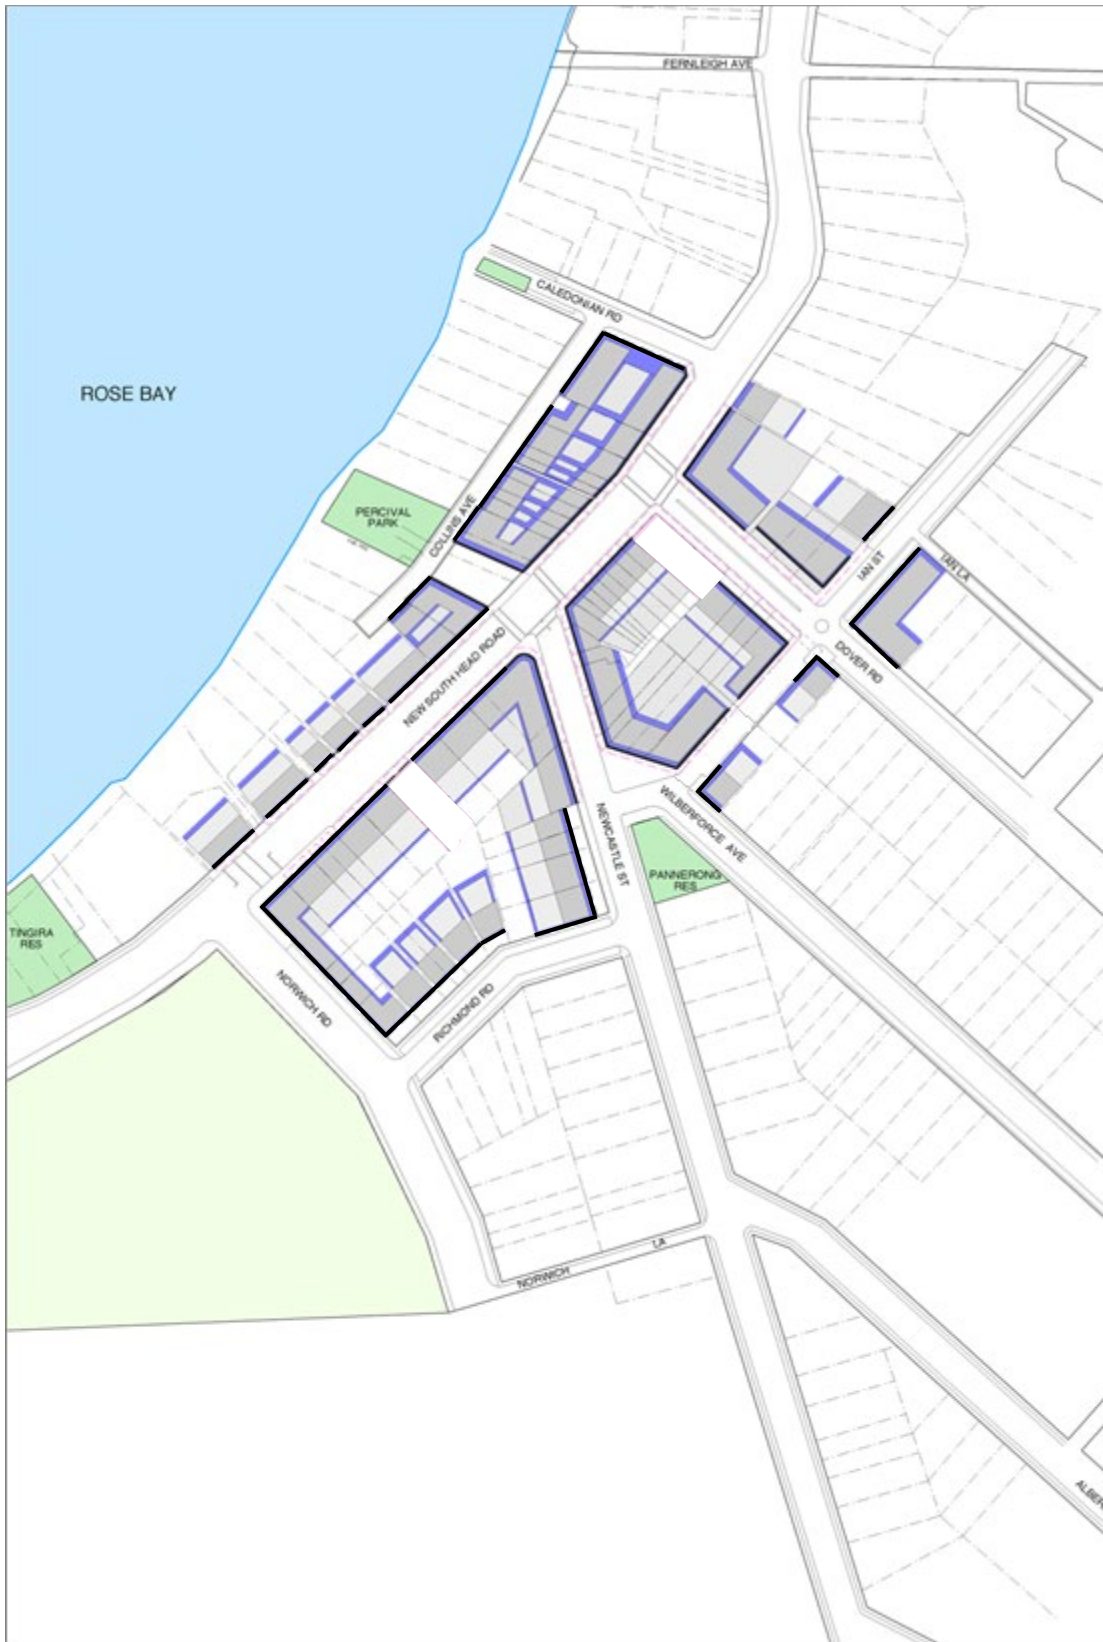 FERNLEIGH AVE
CALEDONIAN RD
ROSE BAY
PERCIVAL
PARK
COLLINS AVE
IAN ST
IAN LA
NEW SOUTH HEAD ROAD
DOVER RD
WILBERFORCE AVE
NEWCASTLE ST
PANNERONG
RES
TINGIRA
RES
NORWICH RD
RICHMOND RD
NORWICH LA
ALBER